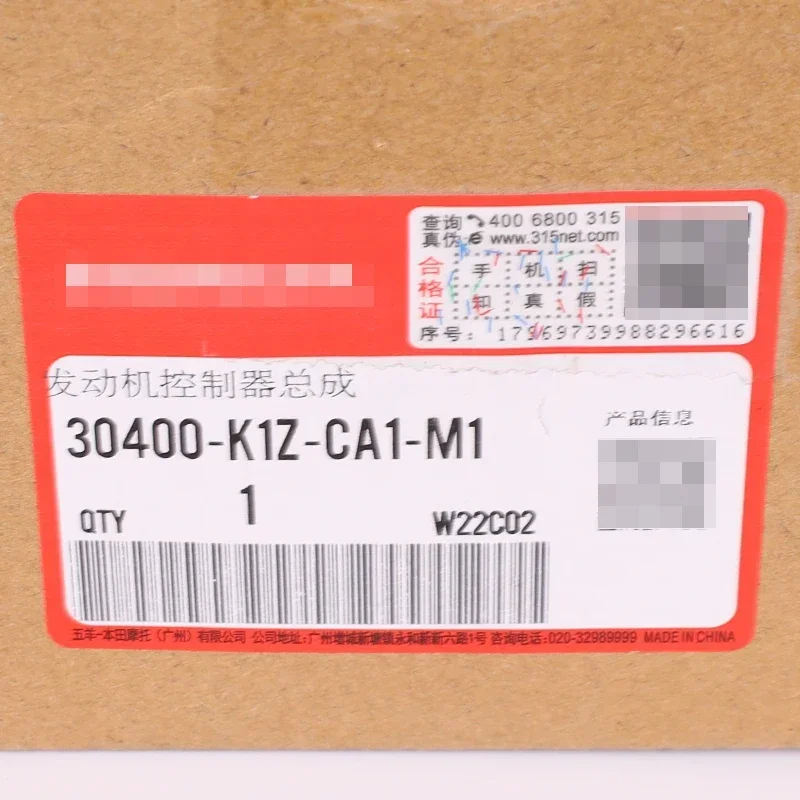 查询 400 6800 315
真伪 www.315net.com
合格证
手机扫
知真假
序号: 1796973998829 6616
发动机控制器总成
30400-K1Z-CA1-M1
产品信息
QTY 1 W22C02
五羊-本田摩托（广州）有限公司 公司地址:广州增城新塘镇永和新新六路1号 咨询电话:020-32989999 MADE IN CHINA